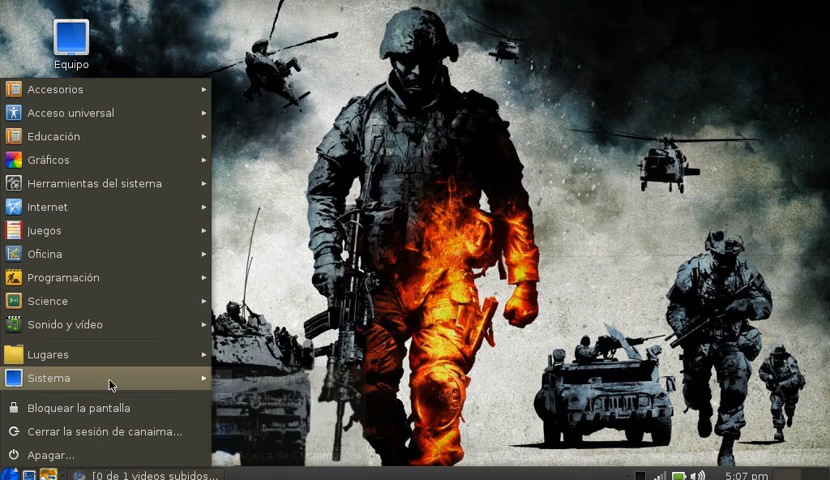 Equipo
Accesorios
Acceso universal
Educación
Gráficos
Herramientas del sistema
Internet
Juegos
Oficina
Programación
Science
Sonido y vídeo
Lugares
Sistema
Bloquear la pantalla
Cerrar la sesión de canaima...
Apagar...
[0 de 1 videos subidos...
5:07 pm